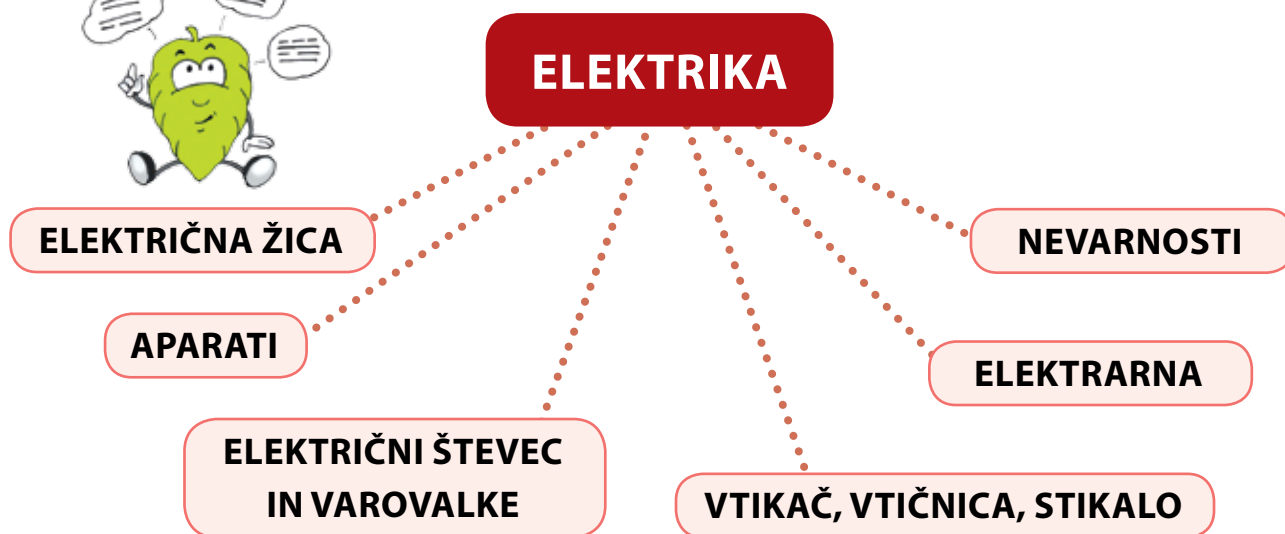 ELEKTRIKA
ELEKTRIČNA ŽICA
NEVARNOSTI
APARATI
ELEKTRARNA
ELEKTRIČNI ŠTEVEC
IN VAROVALKE
VTIKAČ, VTIČNICA, STIKALO